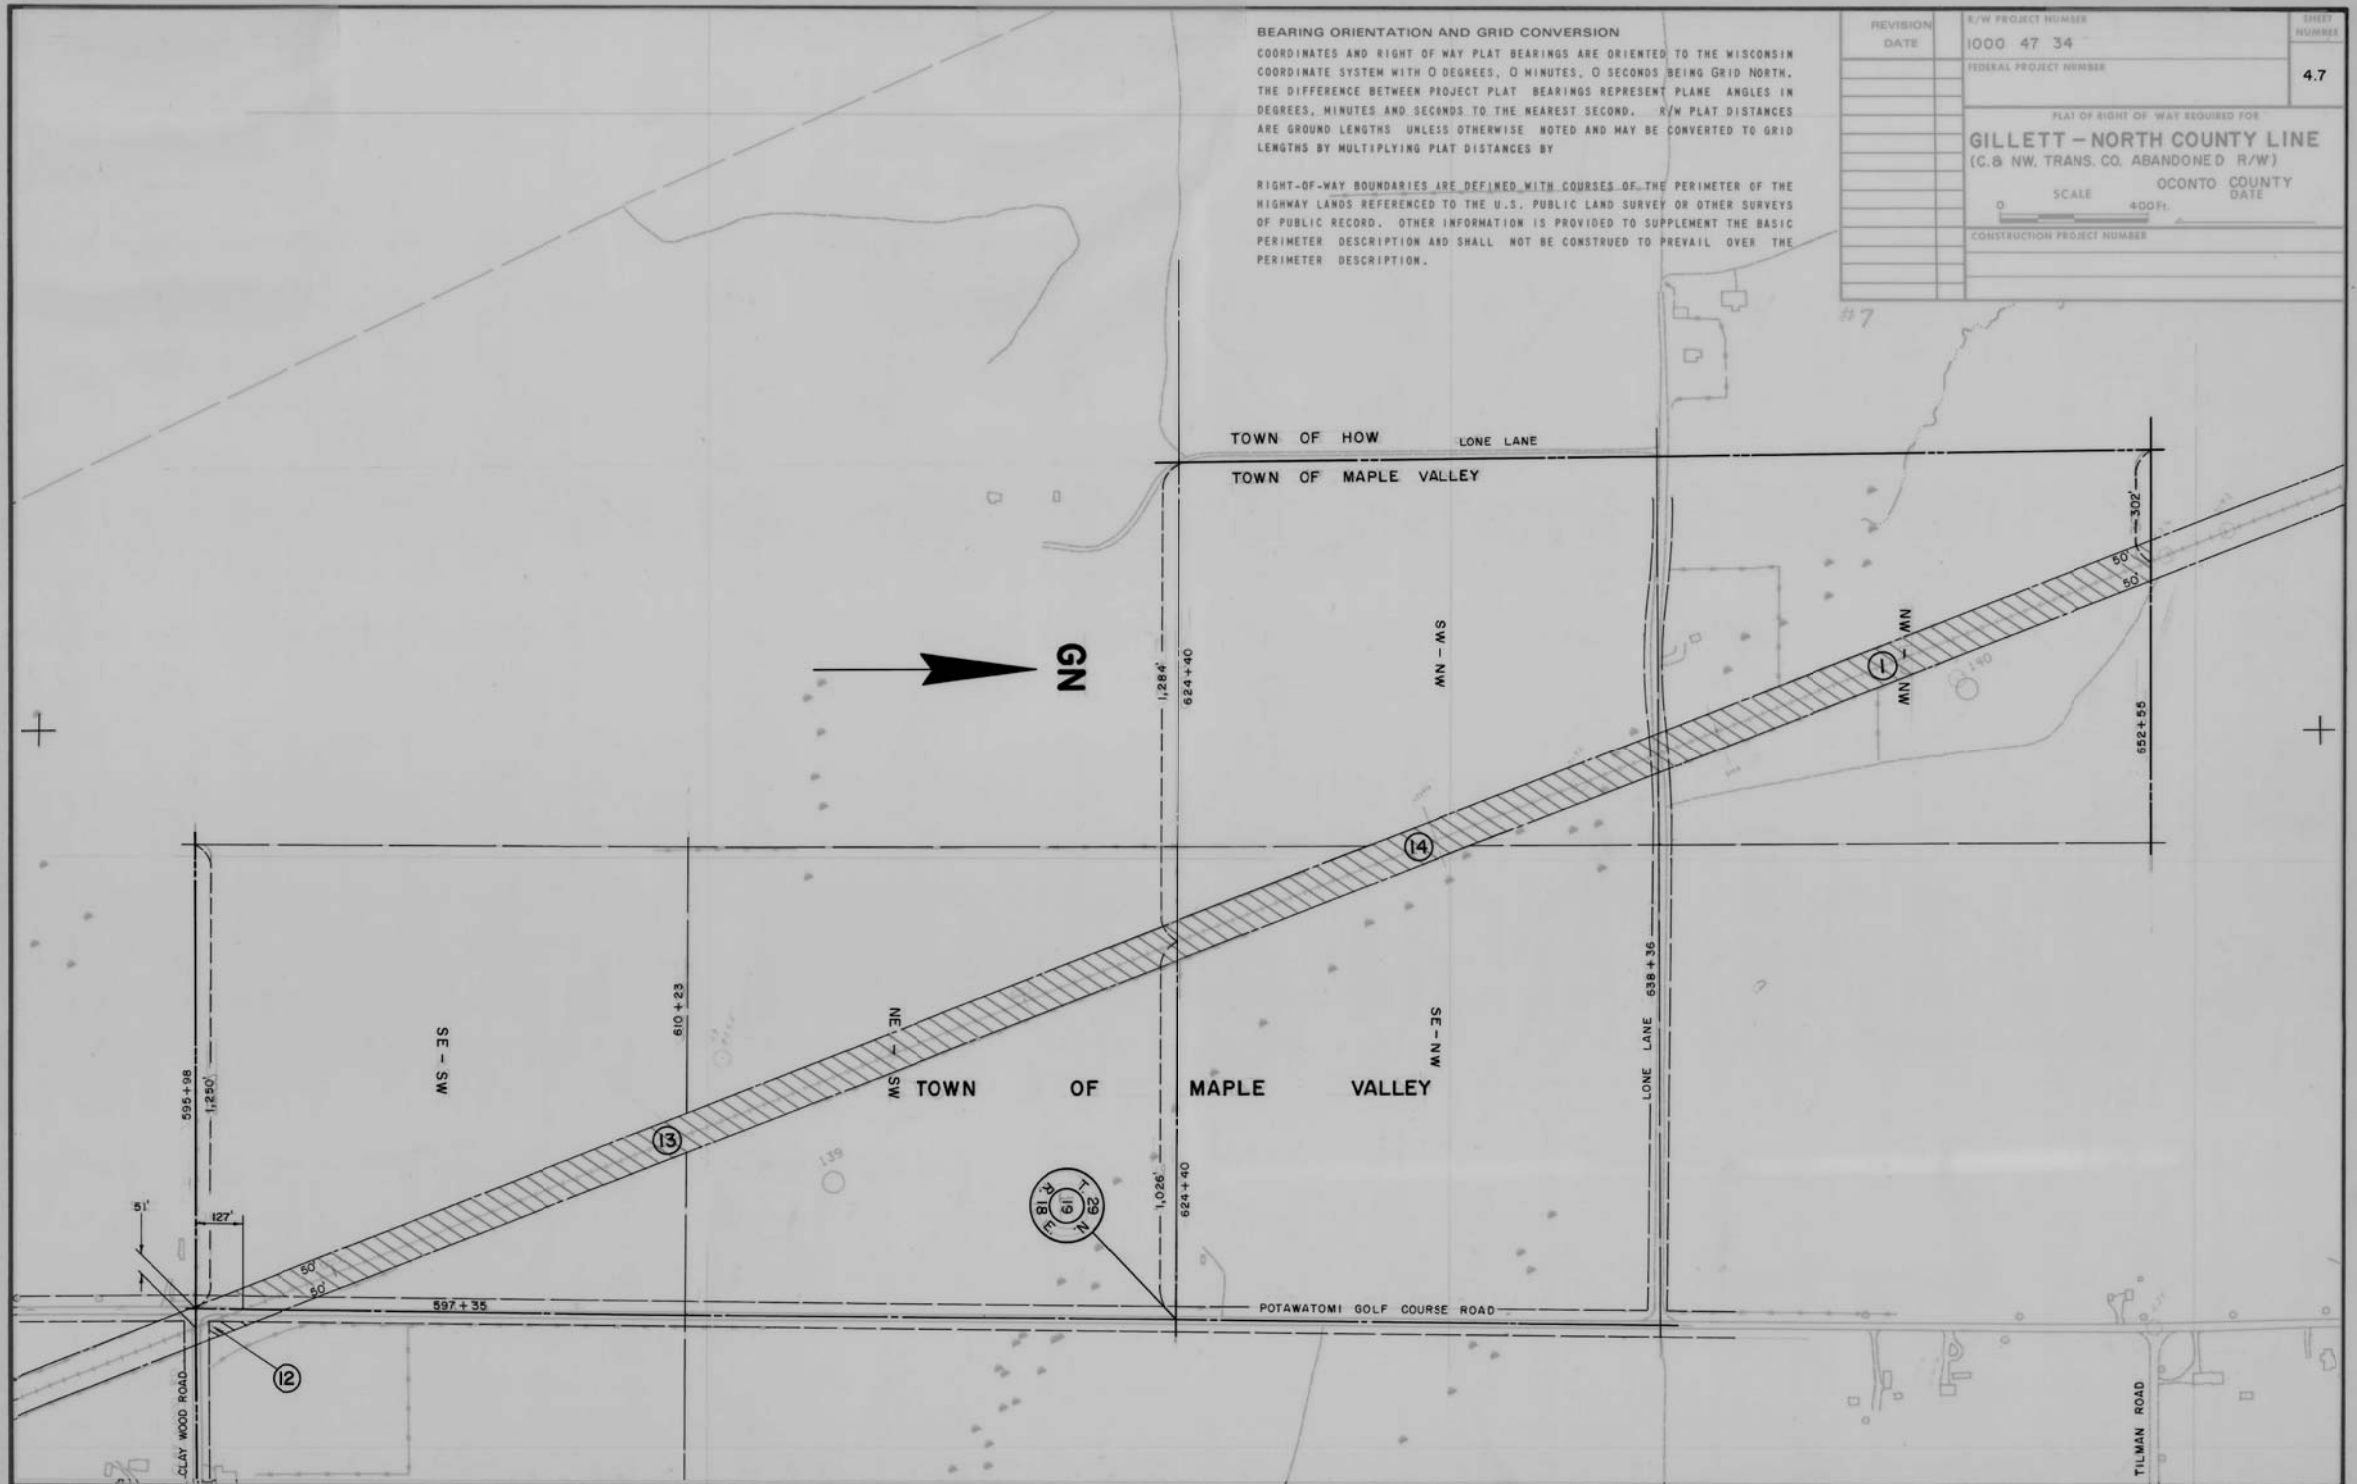 BEARING ORIENTATION AND GRID CONVERSION
COORDINATES AND RIGHT OF WAY PLAT BEARINGS ARE ORIENTED TO THE WISCONSIN
COORDINATE SYSTEM WITH 0 DEGREES, 0 MINUTES, 0 SECONDS BEING GRID NORTH.
THE DIFFERENCE BETWEEN PROJECT PLAT BEARINGS REPRESENT PLANE ANGLES IN
DEGREES, MINUTES AND SECONDS TO THE NEAREST SECOND. R/W PLAT DISTANCES
ARE GROUND LENGTHS UNLESS OTHERWISE NOTED AND MAY BE CONVERTED TO GRID
LENGTHS BY MULTIPLYING PLAT DISTANCES BY
RIGHT-OF-WAY BOUNDARIES ARE DEFINED WITH COURSES OF THE PERIMETER OF THE
HIGHWAY LANDS REFERENCED TO THE U.S. PUBLIC LAND SURVEY OR OTHER SURVEYS
OF PUBLIC RECORD. OTHER INFORMATION IS PROVIDED TO SUPPLEMENT THE BASIC
PERIMETER DESCRIPTION AND SHALL NOT BE CONSTRUED TO PREVAIL OVER THE
PERIMETER DESCRIPTION.
REVISION
DATE
R/W PROJECT NUMBER
1000 47 34
FEDERAL PROJECT NUMBER
SHEET
NUMBER
4.7
PLAT OF RIGHT OF WAY REQUIRED FOR
GILLETT - NORTH COUNTY LINE
(C.& NW. TRANS. CO. ABANDONED R/W)
OCONTO COUNTY
SCALE
DATE
0 400 Ft.
CONSTRUCTION PROJECT NUMBER
#7
TOWN OF HOW
LONE LANE
TOWN OF MAPLE VALLEY
302'
50'
50'
GN
1,284'
624+40
SW - NW
NW - NW
1
140
652+55
14
595+98
1,250'
SE - SW
610+23
NE - SW
TOWN OF MAPLE VALLEY
SE - NW
LONE LANE 638+36
13
139
T. 29 N.
R. 18 E.
19
1,026'
624+40
51'
127'
50'
50'
597+35
POTAWATOMI GOLF COURSE ROAD
12
CLAY WOOD ROAD
TILMAN ROAD